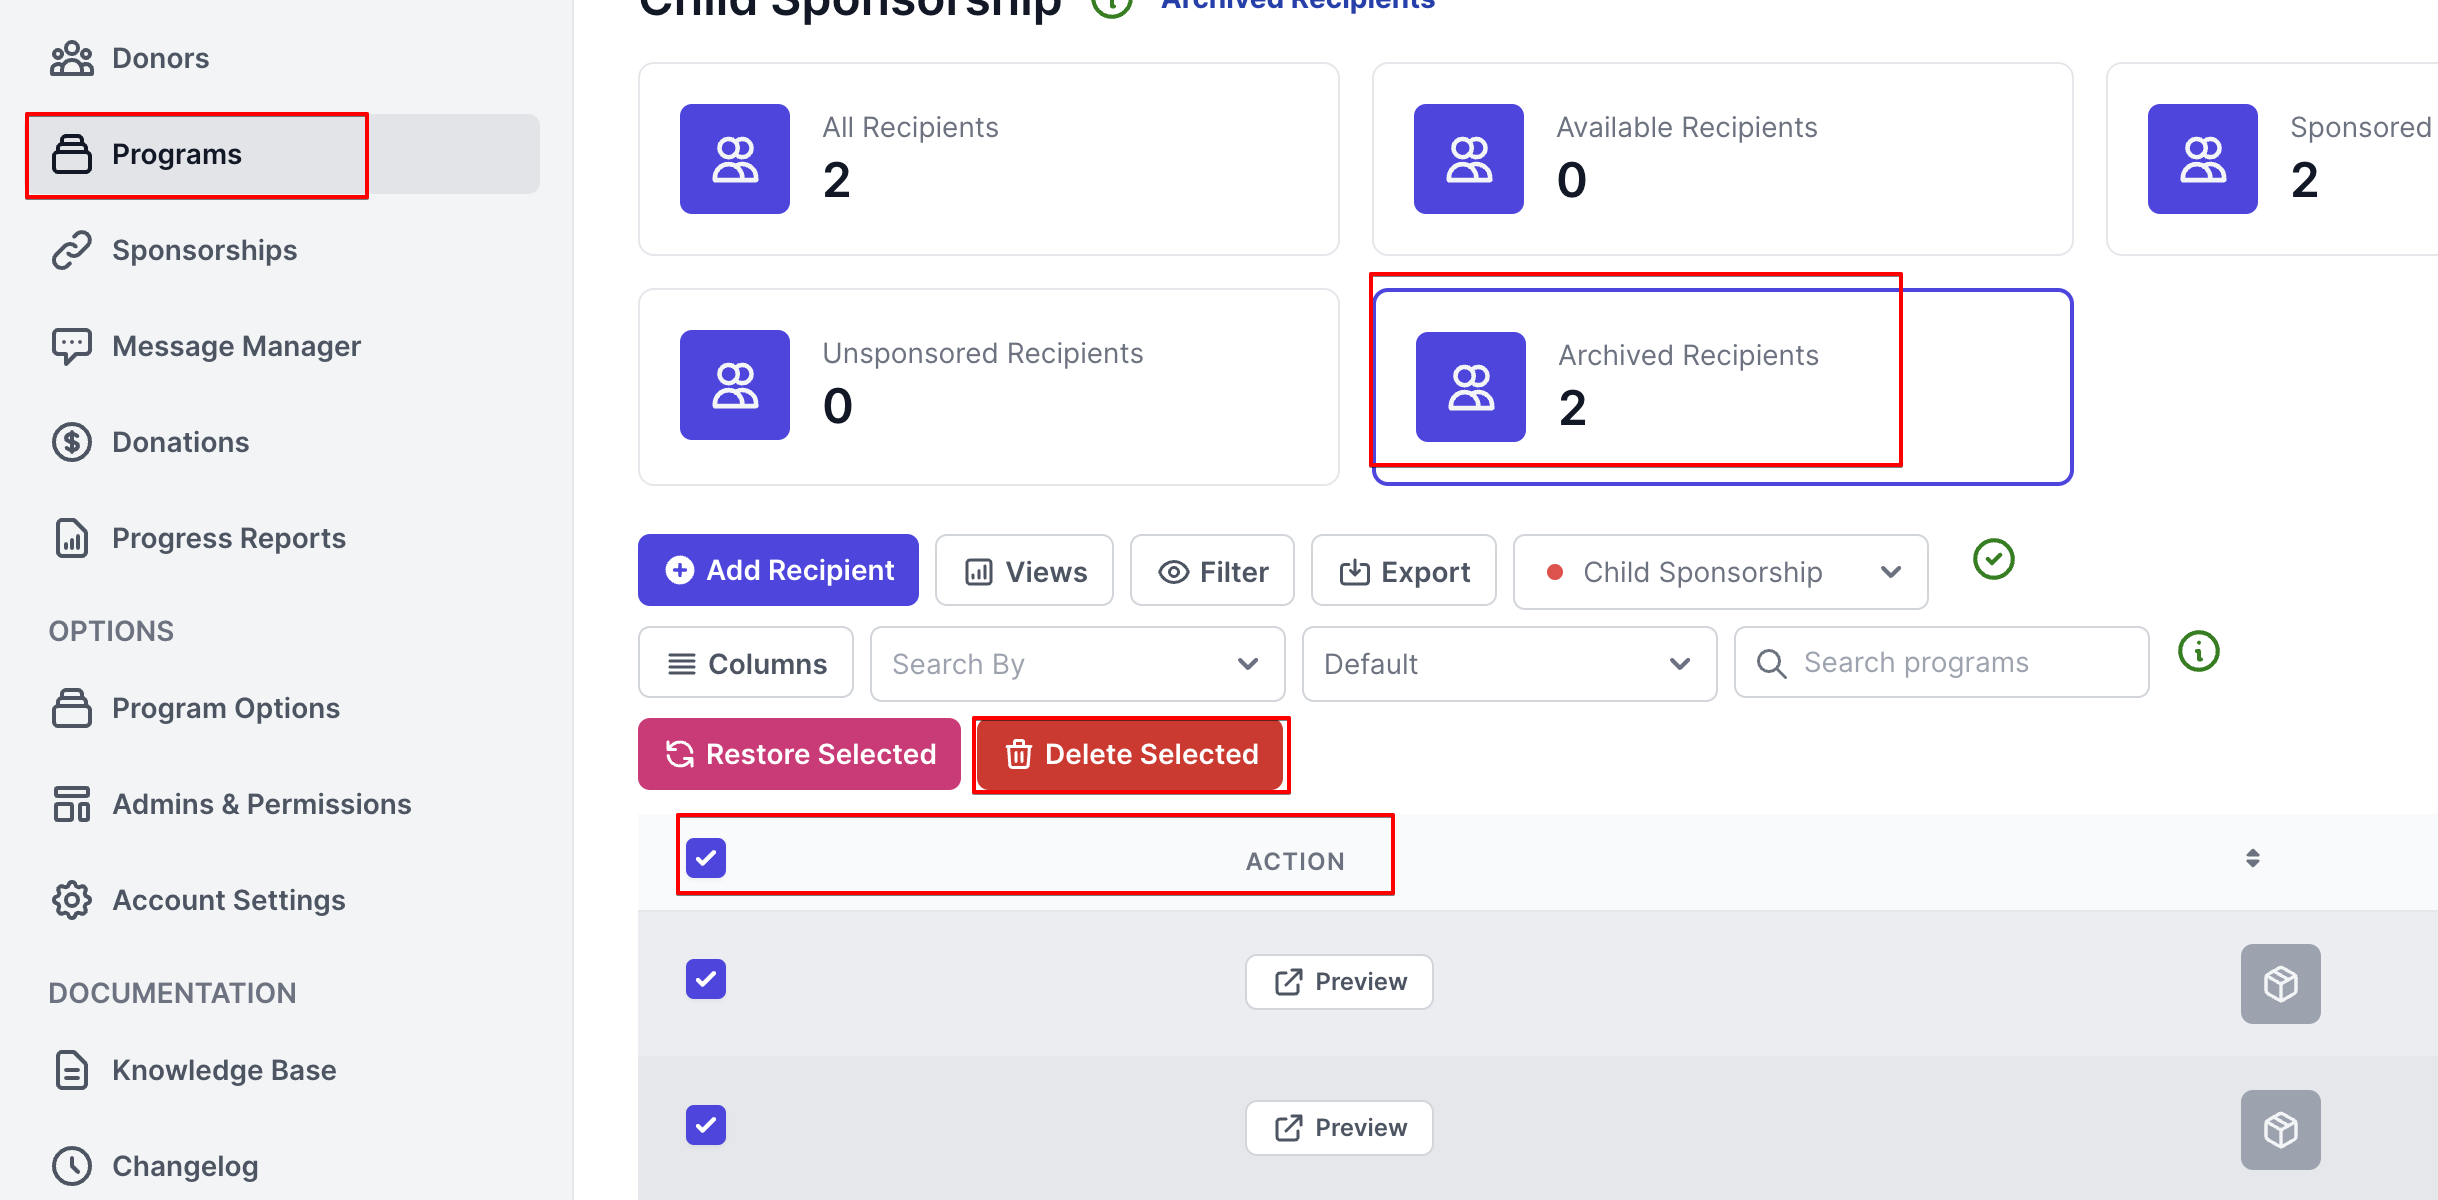 Child Sponsorship
Archived Recipients
Donors
Programs
Sponsorships
Message Manager
Donations
Progress Reports
OPTIONS
Program Options
Admins & Permissions
Account Settings
DOCUMENTATION
Knowledge Base
Changelog
All Recipients
2
Available Recipients
0
Sponsored
2
Unsponsored Recipients
0
Archived Recipients
2
Add Recipient
Views
Filter
Export
Child Sponsorship
Columns
Search By
Default
Search programs
Restore Selected
Delete Selected
ACTION
Preview
Preview